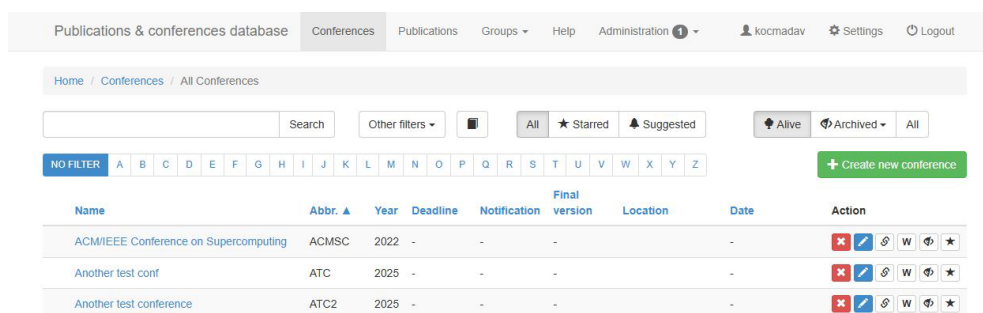 Publications & conferences database Conferences Publications Groups Help Administration 1 kocmadav Settings Logout
Home / Conferences / All Conferences
Search Other filters All Starred Suggested Alive Archived All
NO FILTER A B C D E F G H I J K L M N O P Q R S T U V W X Y Z Create new conference
Name Abbr. ▲ Year Deadline Notification Final version Location Date Action
ACM/IEEE Conference on Supercomputing ACMSC 2022 - - - - W
Another test conf ATC 2025 - - - - W
Another test conference ATC2 2025 - - - - W